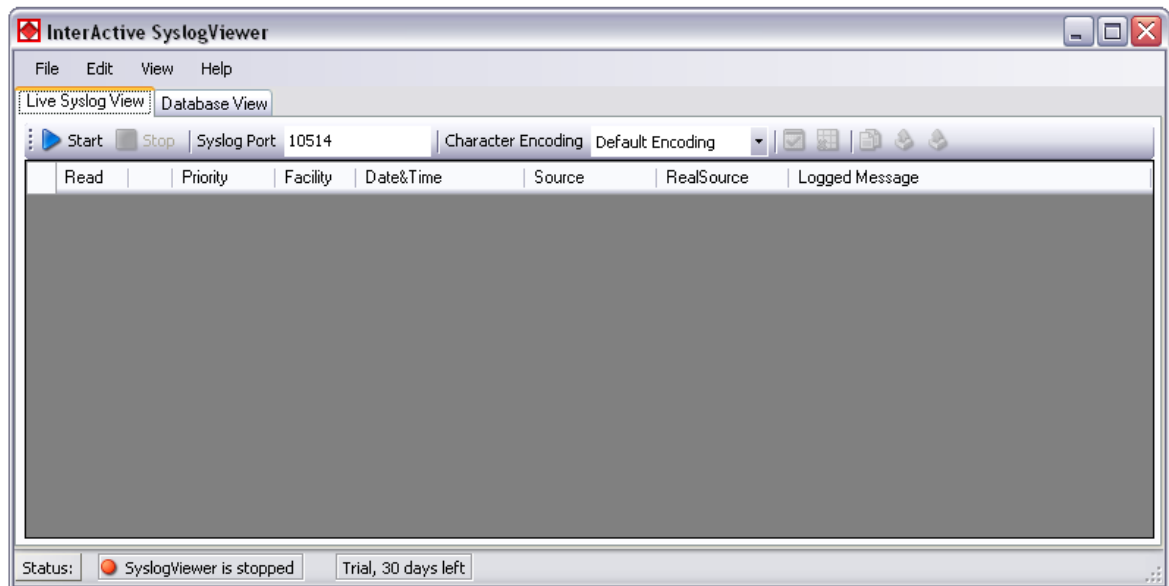 InterActive SyslogViewer
File Edit View Help
Live Syslog View Database View
Start Stop Syslog Port 10514 Character Encoding Default Encoding
Read Priority Facility Date&Time Source RealSource Logged Message
Status: SyslogViewer is stopped Trial, 30 days left